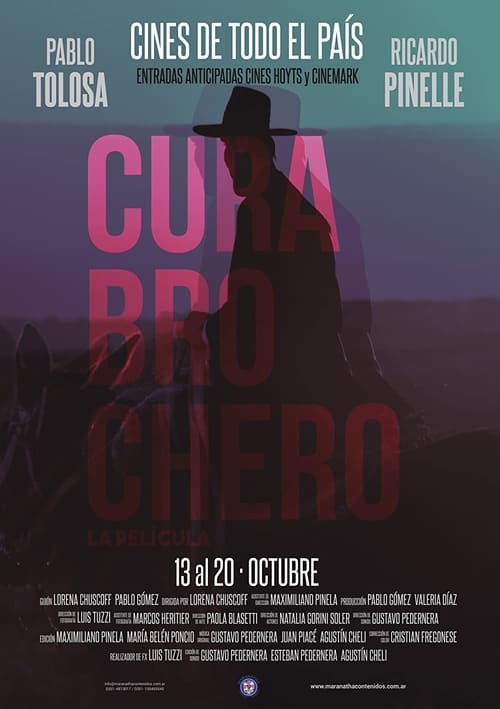 CINES DE TODO EL PAÍS
ENTRADAS ANTICIPADAS CINES HOYTS y CINEMARK
PABLO
TOLOSA
RICARDO
PINELLE
CURA
BRO
CHERO
LA PELÍCULA
13 al 20 · OCTUBRE
GUIÓN LORENA CHUSCOFF PABLO GÓMEZ DIRIGIDA POR LORENA CHUSCOFF ASISTENTE EN DIRECCIÓN MAXIMILIANO PINELA PRODUCCIÓN PABLO GÓMEZ VALERIA DÍAZ
DIRECCIÓN DE FOTOGRAFÍA LUIS TUZZI ASISTENTE DE FOTOGRAFÍA MARCOS HERITIER DIRECCIÓN DE ARTE PAOLA BLASETTI DIRECCIÓN DE ACTORES NATALIA GORINI SOLER DIRECCIÓN DE SONIDO GUSTAVO PEDERNERA
EDICIÓN MAXIMILIANO PINELA MARÍA BELÉN PONCIO MÚSICA ORIGINAL GUSTAVO PEDERNERA JUAN PIACÉ AGUSTÍN CHELI CORRECCIÓN DE COLOR CRISTIAN FREGONESE
REALIZADOR DE FX LUIS TUZZI EDICIÓN DE SONIDO GUSTAVO PEDERNERA ESTEBAN PEDERNERA AGUSTÍN CHELI
info@maranathacontenidos.com.ar
www.maranathacontenidos.com.ar